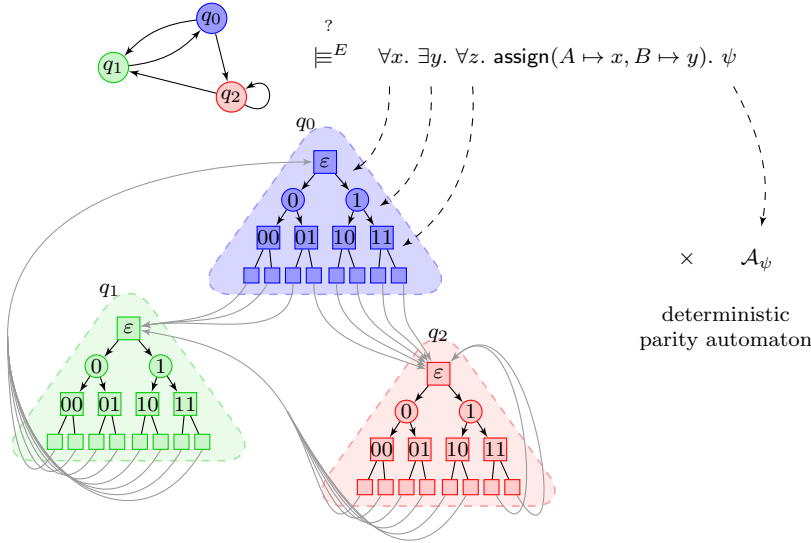 q₀
q₁
q₂
?
|≡ᴱ ∀x. ∃y. ∀z. assign(A ↦ x, B ↦ y). ψ
q₀
ε
0 1
00 01 10 11
× 𝒜_ψ
deterministic
parity automaton
q₁
ε
0 1
00 01 10 11
q₂
ε
0 1
00 01 10 11